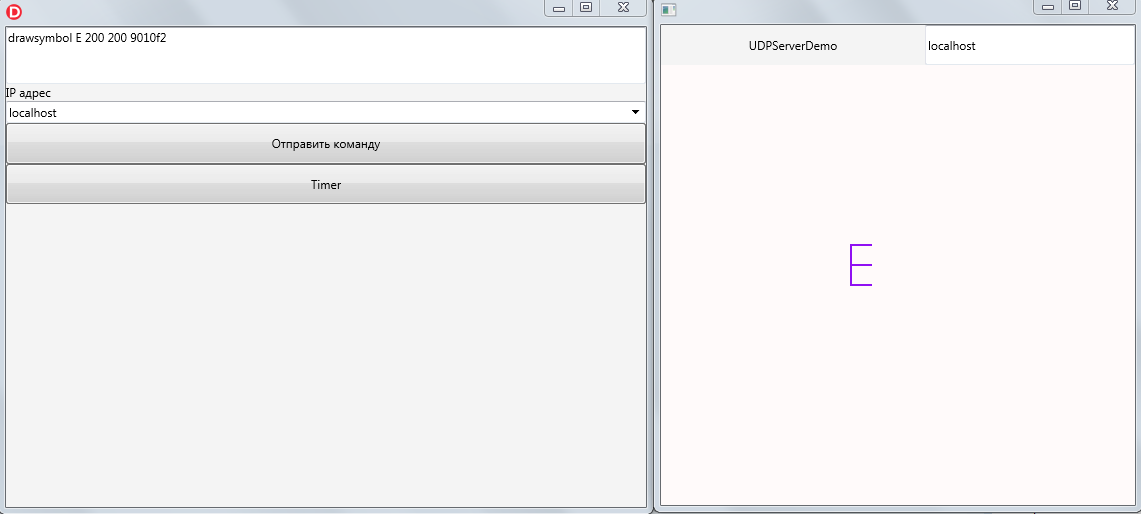 D
drawsymbol E 200 200 9010f2
IP адрес
localhost
Отправить команду
Timer
UDPServerDemo
localhost
E